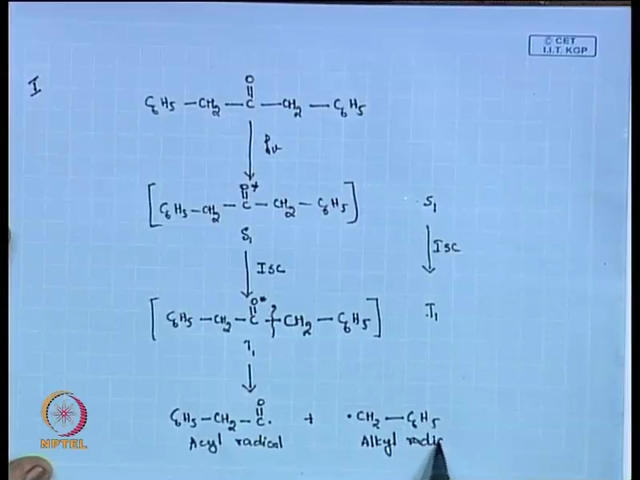 © CET
I.I.T. KGP
I
O
C6H5 — CH2 — C — CH2 — C6H5
hν
O*
[C6H5 — CH2 — C — CH2 — C6H5] S1
S1
ISC ISC
O*
[C6H5 — CH2 — C — CH2 — C6H5] T1
T1
O
C6H5 — CH2 — C· + ·CH2 — C6H5
Acyl radical Alkyl radic
NPTEL